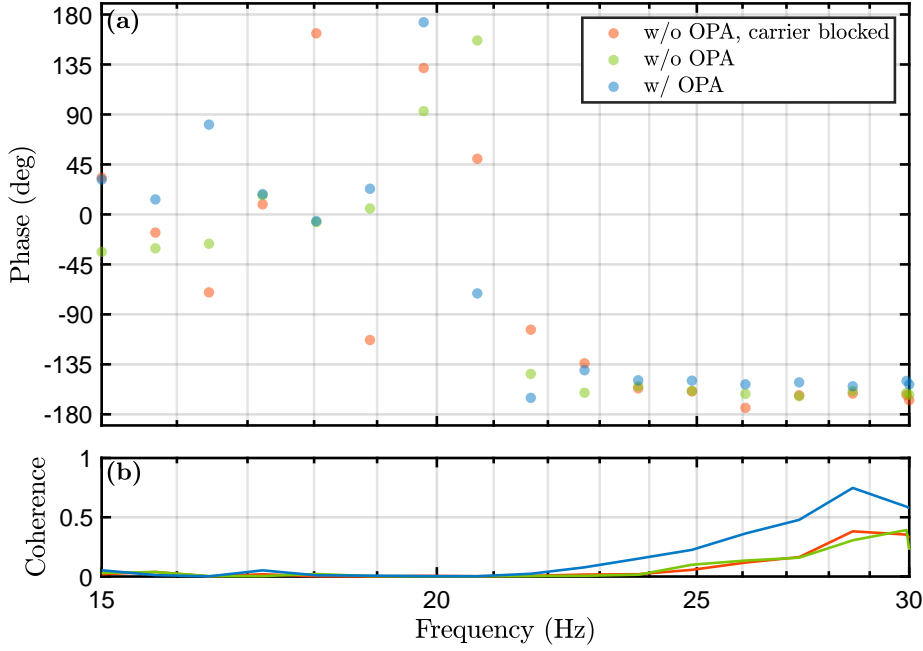 (a)
w/o OPA, carrier blocked
w/o OPA
w/ OPA
Phase (deg)
180
135
90
45
0
-45
-90
-135
-180
(b)
Coherence
1
0.5
0
15
20
25
30
Frequency (Hz)